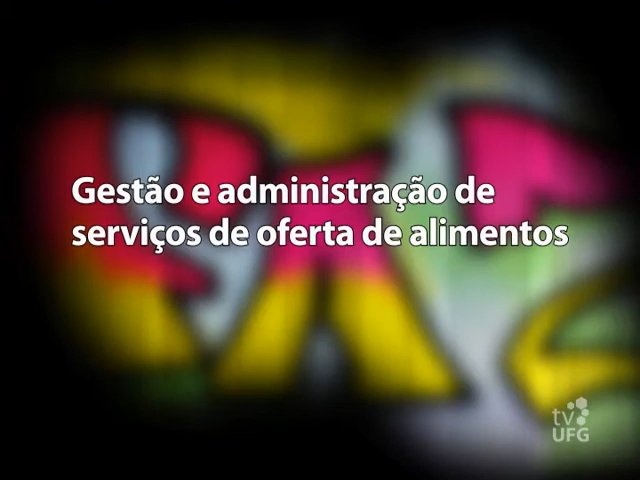 Gestão e administração de
serviços de oferta de alimentos
tv
UFG